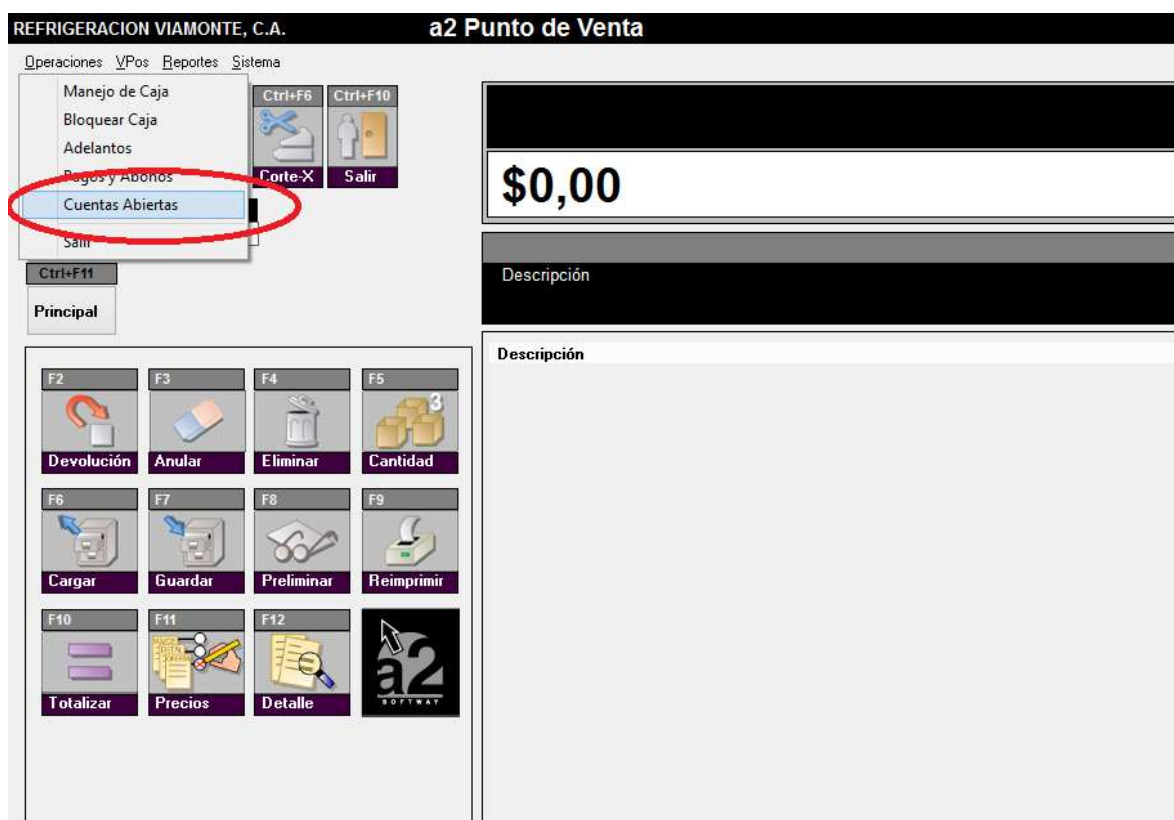 REFRIGERACION VIAMONTE, C.A.
a2 Punto de Venta
Operaciones VPos Reportes Sistema
Manejo de Caja
Bloquear Caja
Adelantos
Pagos y Abonos
Cuentas Abiertas
Salir
Ctrl+F6
Corte-X
Ctrl+F10
Salir
$0,00
Descripción
Ctrl+F11
Principal
Descripción
F2
Devolución
F3
Anular
F4
Eliminar
F5
3
Cantidad
F6
Cargar
F7
Guardar
F8
Preliminar
F9
Reimprimir
F10
Totalizar
F11
Precios
F12
Detalle
a2
SOFTWAY